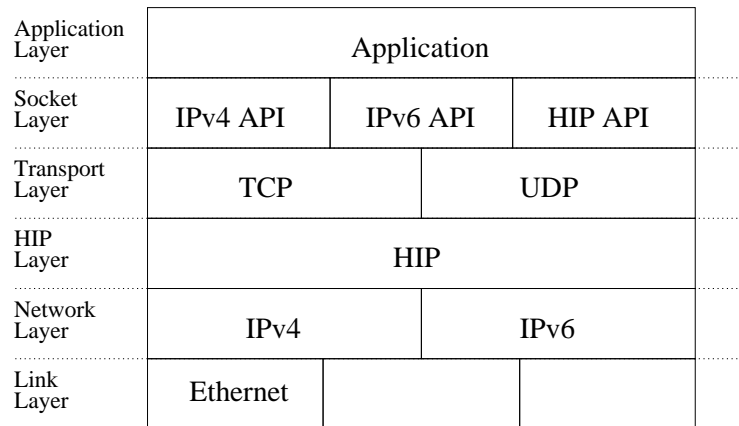 Application
Layer
Application
Socket
Layer
IPv4 API
IPv6 API
HIP API
Transport
Layer
TCP
UDP
HIP
Layer
HIP
Network
Layer
IPv4
IPv6
Link
Layer
Ethernet